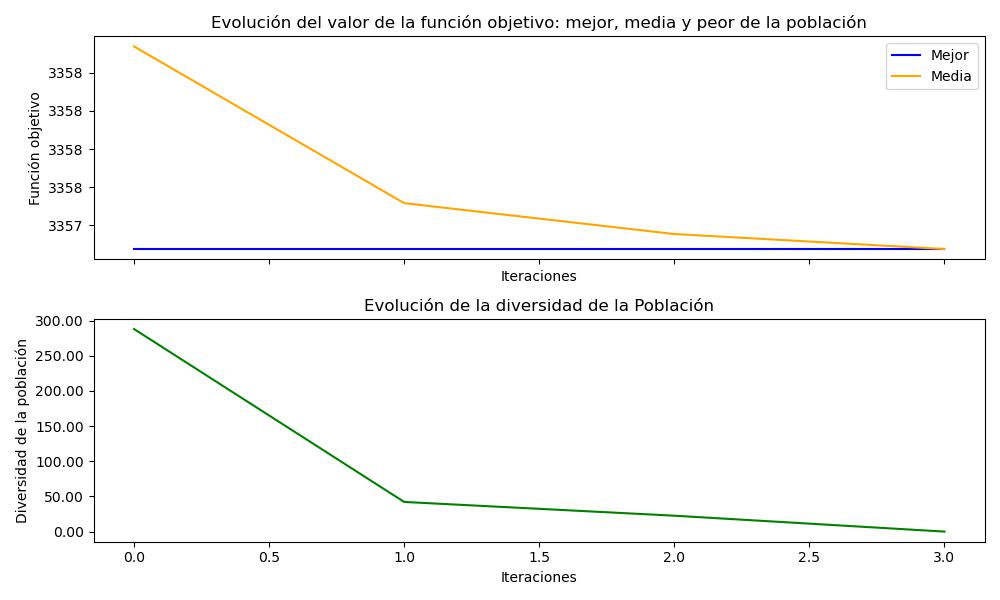 Evolución del valor de la función objetivo: mejor, media y peor de la población
Función objetivo
3358
3358
3358
3358
3357
Mejor
Media
Iteraciones
Evolución de la diversidad de la Población
Diversidad de la población
300.00
250.00
200.00
150.00
100.00
50.00
0.00
0.0 0.5 1.0 1.5 2.0 2.5 3.0
Iteraciones